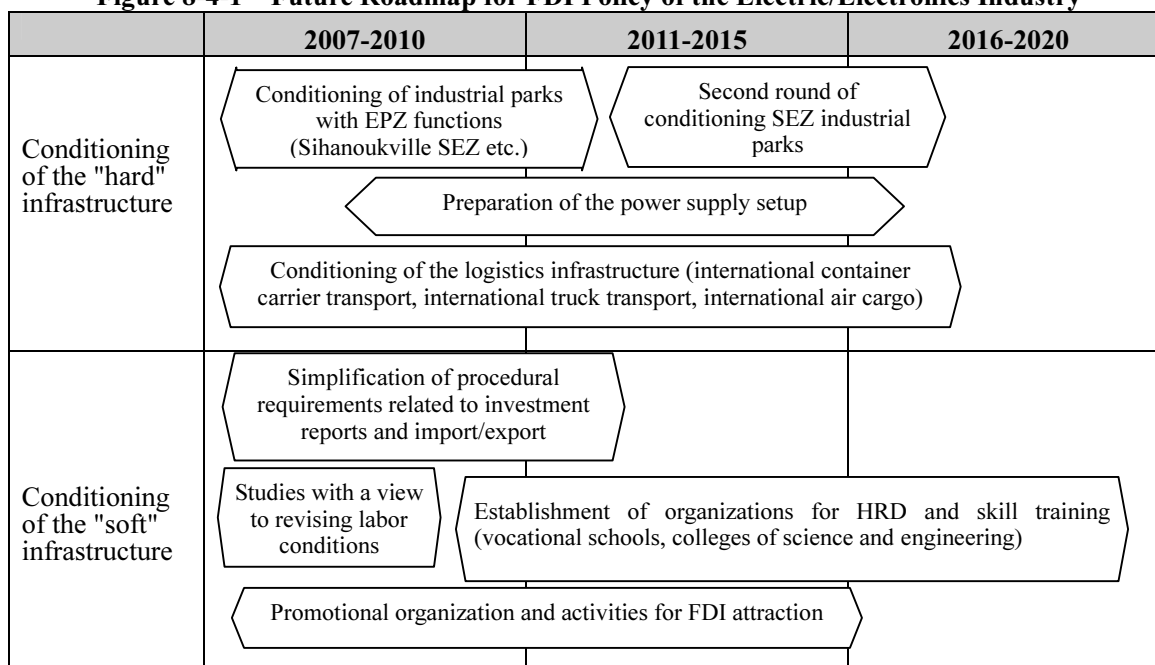 Figure 8-4-1 Future Roadmap for FDI Policy of the Electric/Electronics Industry
2007-2010 2011-2015 2016-2020
Conditioning
of the "hard"
infrastructure
Conditioning of industrial parks
with EPZ functions
(Sihanoukville SEZ etc.)
Second round of
conditioning SEZ industrial
parks
Preparation of the power supply setup
Conditioning of the logistics infrastructure (international container
carrier transport, international truck transport, international air cargo)
Conditioning
of the "soft"
infrastructure
Simplification of procedural
requirements related to investment
reports and import/export
Studies with a view
to revising labor
conditions
Establishment of organizations for HRD and skill training
(vocational schools, colleges of science and engineering)
Promotional organization and activities for FDI attraction